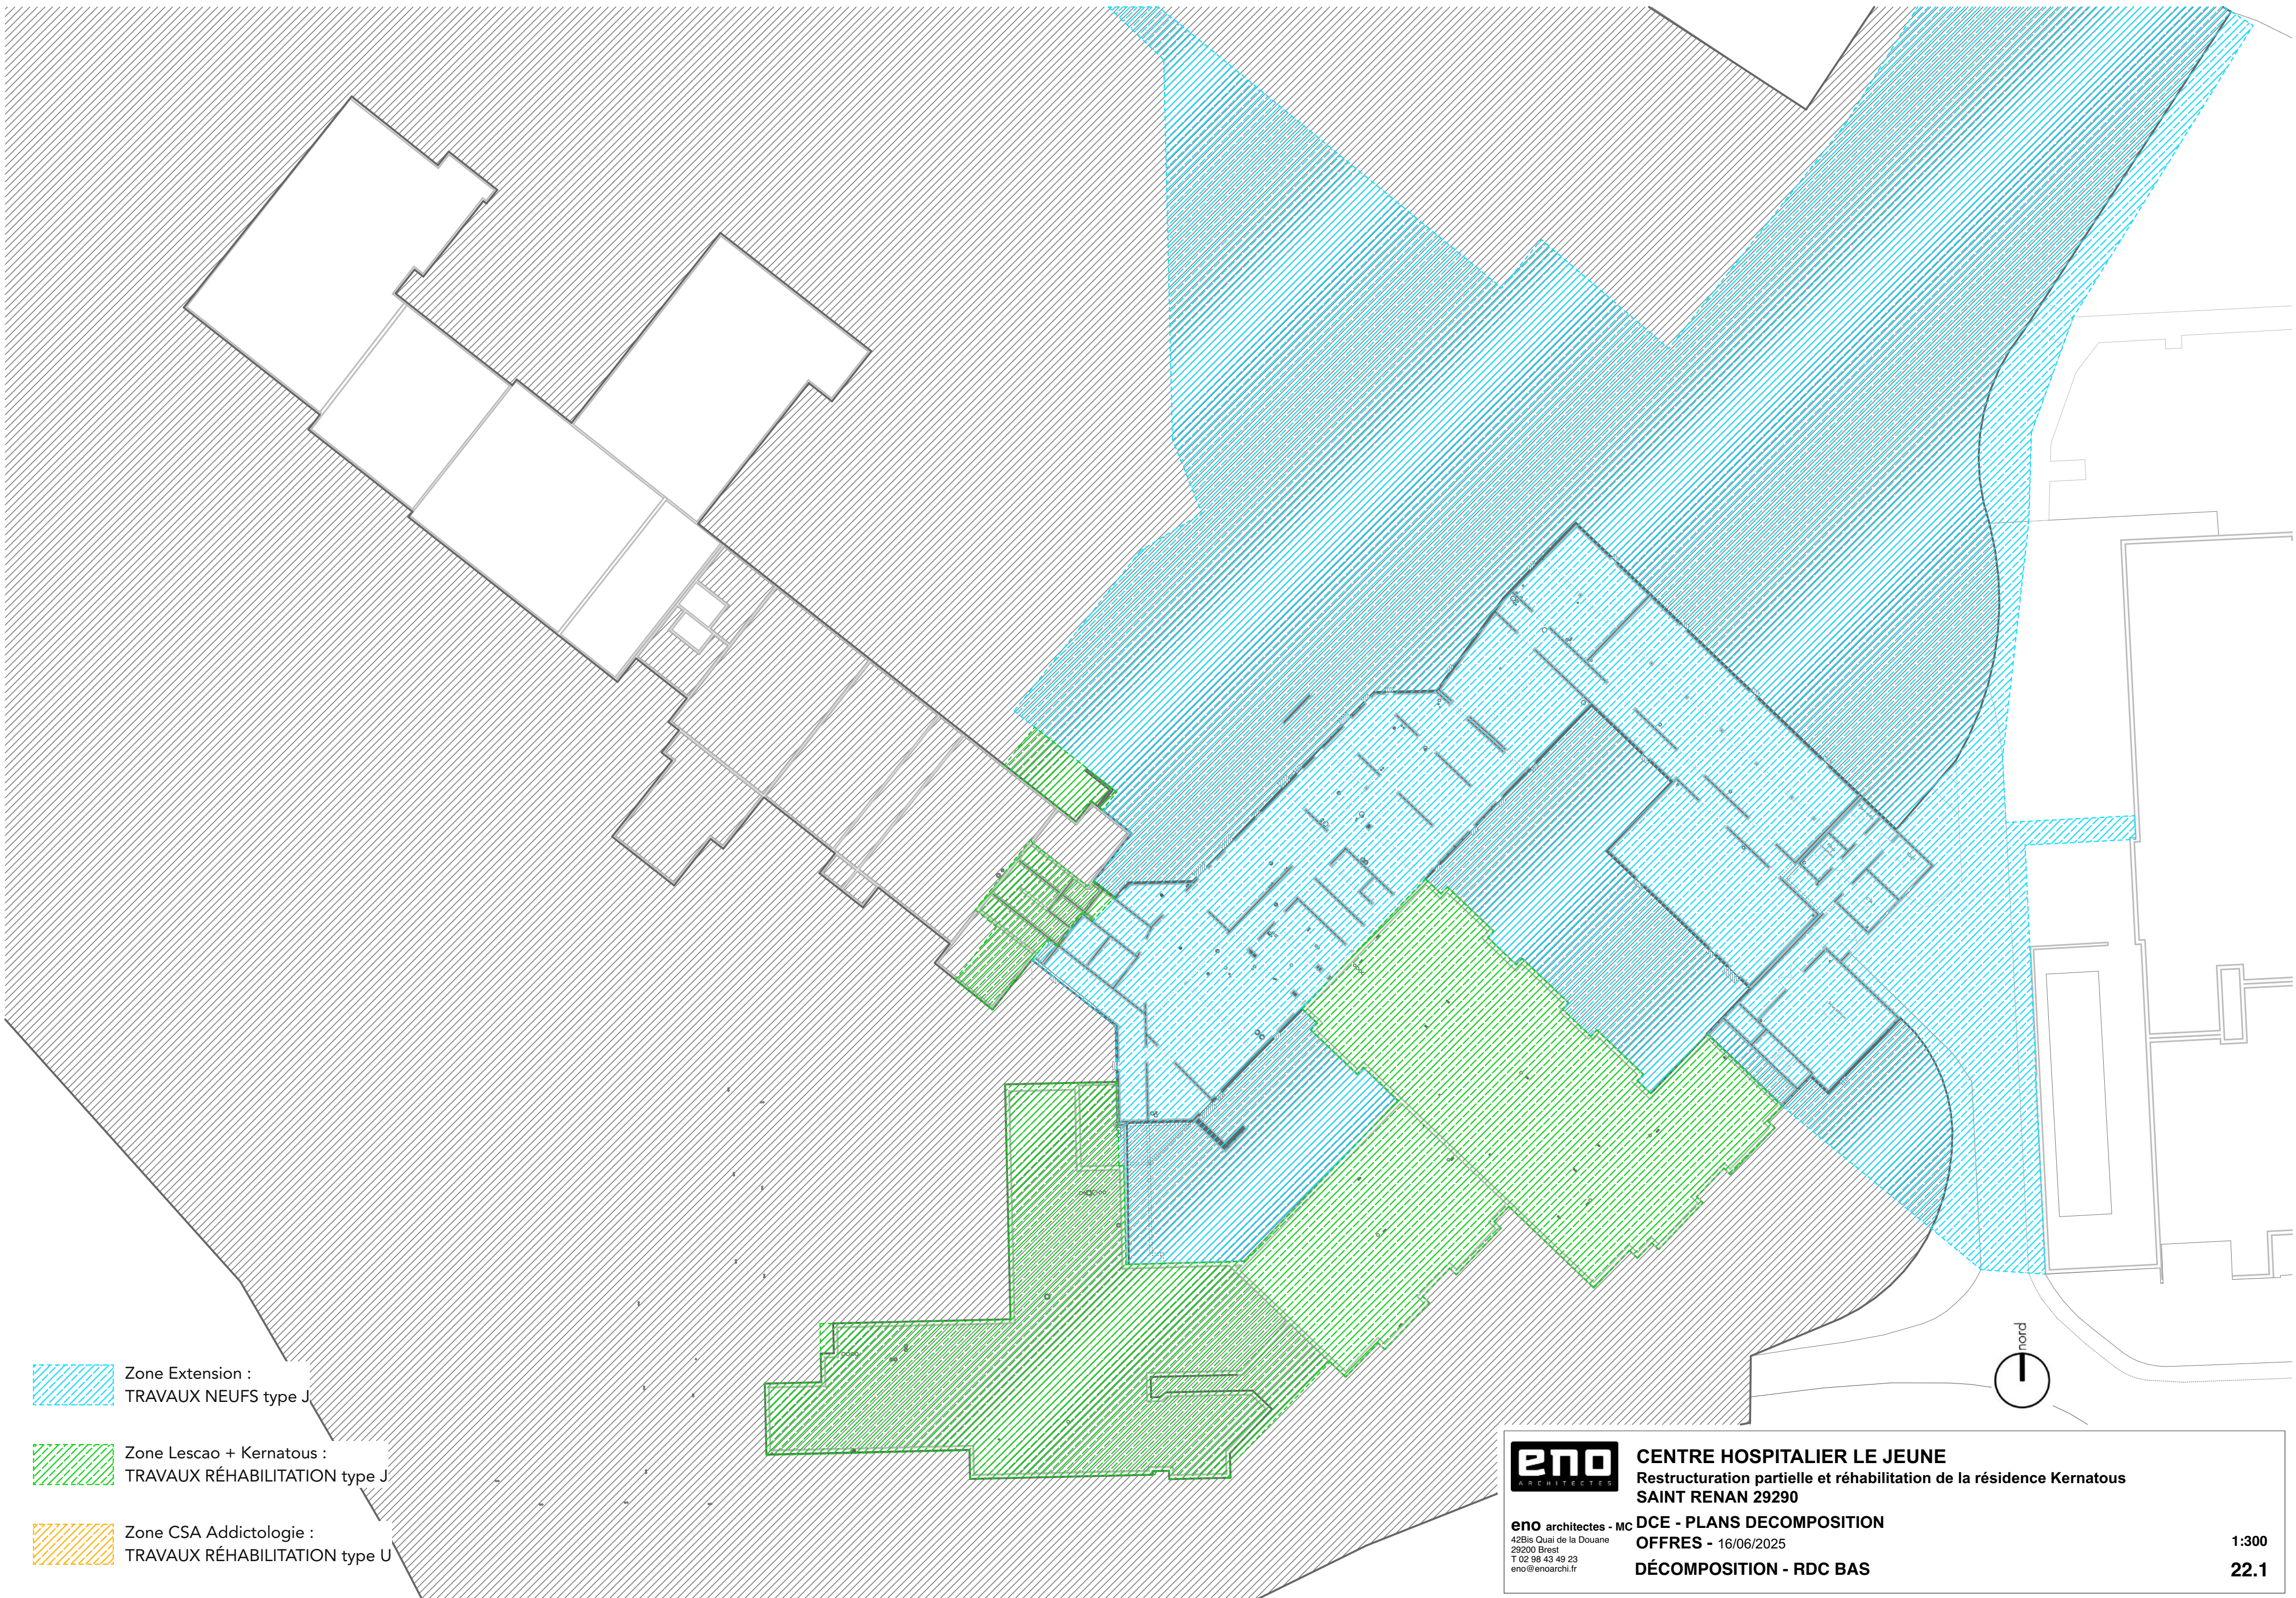 Zone Extension :
TRAVAUX NEUFS type J
Zone Lescao + Kernatous :
TRAVAUX RÉHABILITATION type J
Zone CSA Addictologie :
TRAVAUX RÉHABILITATION type U
nord
eno
ARCHITECTES
CENTRE HOSPITALIER LE JEUNE
Restructuration partielle et réhabilitation de la résidence Kernatous
SAINT RENAN 29290
eno architectes - MC
42Bis Quai de la Douane
29200 Brest
T 02 98 43 49 23
eno@enoarchi.fr
DCE - PLANS DECOMPOSITION
OFFRES - 16/06/2025
DÉCOMPOSITION - RDC BAS
1:300
22.1